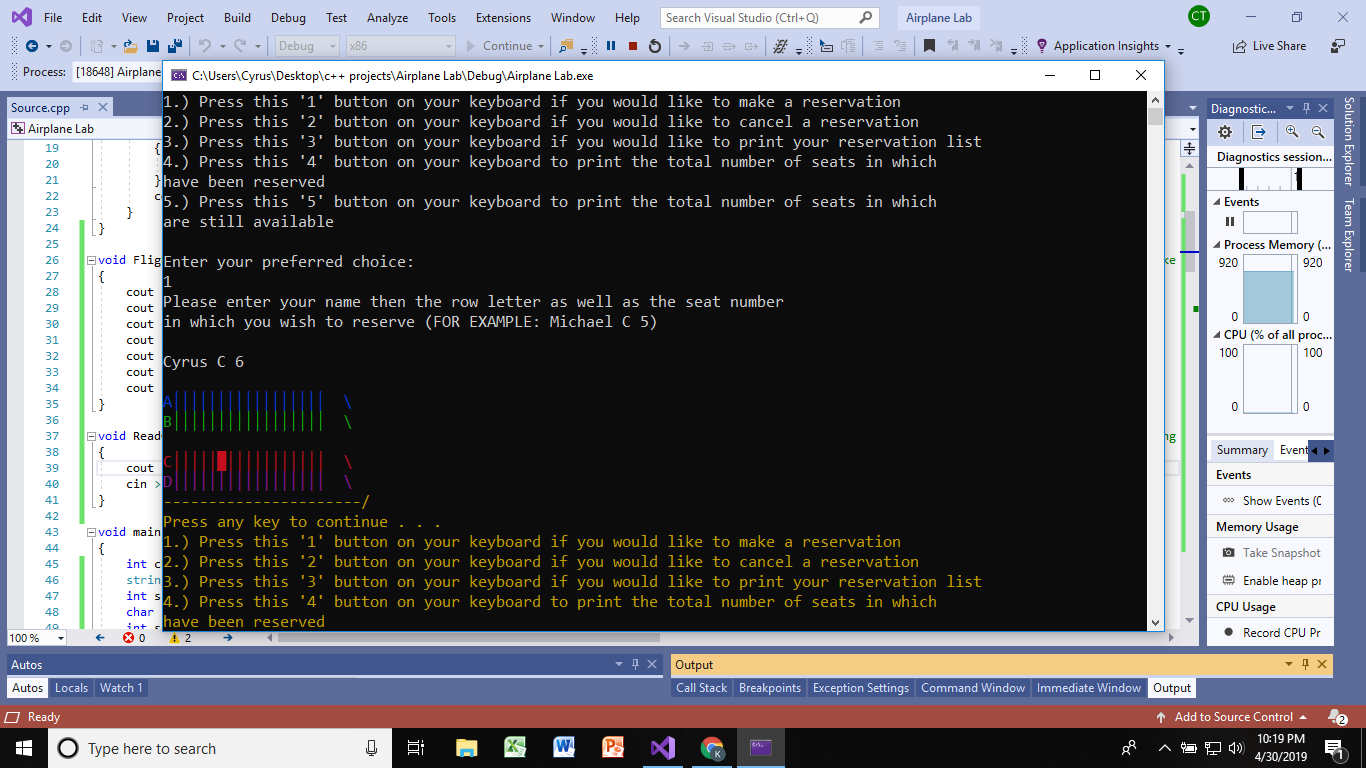 File Edit View Project Build Debug Test Analyze Tools Extensions Window Help Search Visual Studio (Ctrl+Q) Airplane Lab CT
Debug x86 Continue Application Insights Live Share
Process: [18648] Airplane
C:\Users\Cyrus\Desktop\c++ projects\Airplane Lab\Debug\Airplane Lab.exe
Source.cpp
Airplane Lab
19 {
20
21 }
22 c
23 }
24 }
25
26 void Flig
27 {
28 cout
29 cout
30 cout
31 cout
32 cout
33 cout
34 cout
35 }
36
37 void Read
38 {
39 cout
40 cin >
41 }
42
43 void main
44 {
45 int c
46 string
47 int s
48 char
49 int s
ke
ng
100 % 0 2
1.) Press this '1' button on your keyboard if you would like to make a reservation
2.) Press this '2' button on your keyboard if you would like to cancel a reservation
3.) Press this '3' button on your keyboard if you would like to print your reservation list
4.) Press this '4' button on your keyboard to print the total number of seats in which
have been reserved
5.) Press this '5' button on your keyboard to print the total number of seats in which
are still available
Enter your preferred choice:
1
Please enter your name then the row letter as well as the seat number
in which you wish to reserve (FOR EXAMPLE: Michael C 5)
Cyrus C 6
A||||||||||||||||| \
B||||||||||||||||| \
C|||||█||||||||||| \
D||||||||||||||||| \
----------------------/
Press any key to continue . . .
1.) Press this '1' button on your keyboard if you would like to make a reservation
2.) Press this '2' button on your keyboard if you would like to cancel a reservation
3.) Press this '3' button on your keyboard if you would like to print your reservation list
4.) Press this '4' button on your keyboard to print the total number of seats in which
have been reserved
Diagnostic...
Diagnostics session...
Events
Process Memory (...
920 920
0 0
CPU (% of all proc...
100 100
0 0
Summary Event
Events
Show Events (0
Memory Usage
Take Snapshot
Enable heap pr
CPU Usage
Record CPU Pr
Solution Explorer
Team Explorer
Autos
Autos Locals Watch 1
Output
Call Stack Breakpoints Exception Settings Command Window Immediate Window Output
Ready Add to Source Control 2
Type here to search
K
10:19 PM
4/30/2019
1